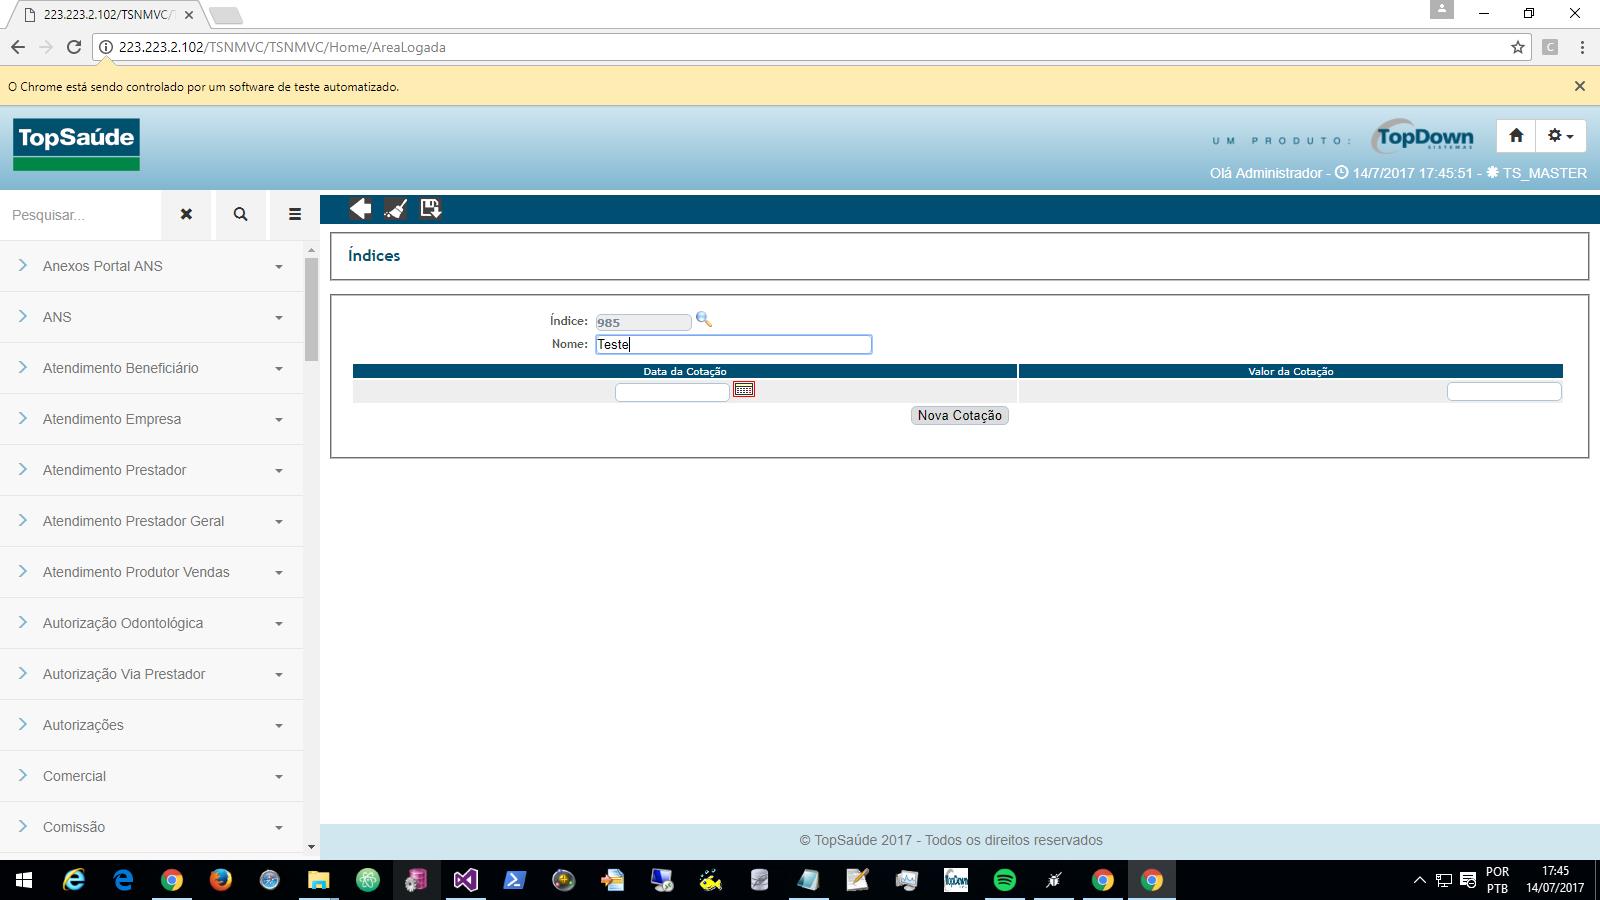 223.223.2.102/TSNMVC/T
223.223.2.102/TSNMVC/TSNMVC/Home/AreaLogada
C
O Chrome está sendo controlado por um software de teste automatizado.
TopSaúde
UM PRODUTO:
TopDown
SISTEMAS
Olá Administrador - 14/7/2017 17:45:51 - TS_MASTER
Pesquisar...
Índices
Anexos Portal ANS
ANS
Atendimento Beneficiário
Atendimento Empresa
Atendimento Prestador
Atendimento Prestador Geral
Atendimento Produtor Vendas
Autorização Odontológica
Autorização Via Prestador
Autorizações
Comercial
Comissão
Índice: 985
Nome: Teste
Data da Cotação
Valor da Cotação
Nova Cotação
© TopSaúde 2017 - Todos os direitos reservados
TopDown
POR
PTB
17:45
14/07/2017